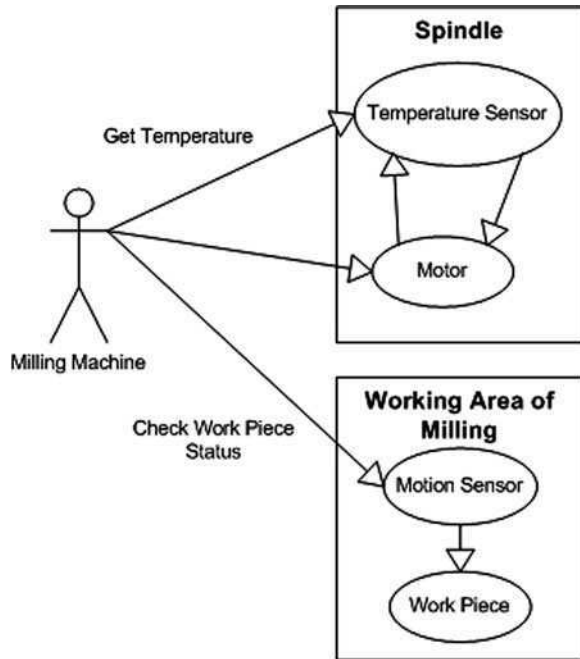 Spindle
Temperature Sensor
Get Temperature
Motor
Milling Machine
Working Area of
Milling
Check Work Piece
Status
Motion Sensor
Work Piece